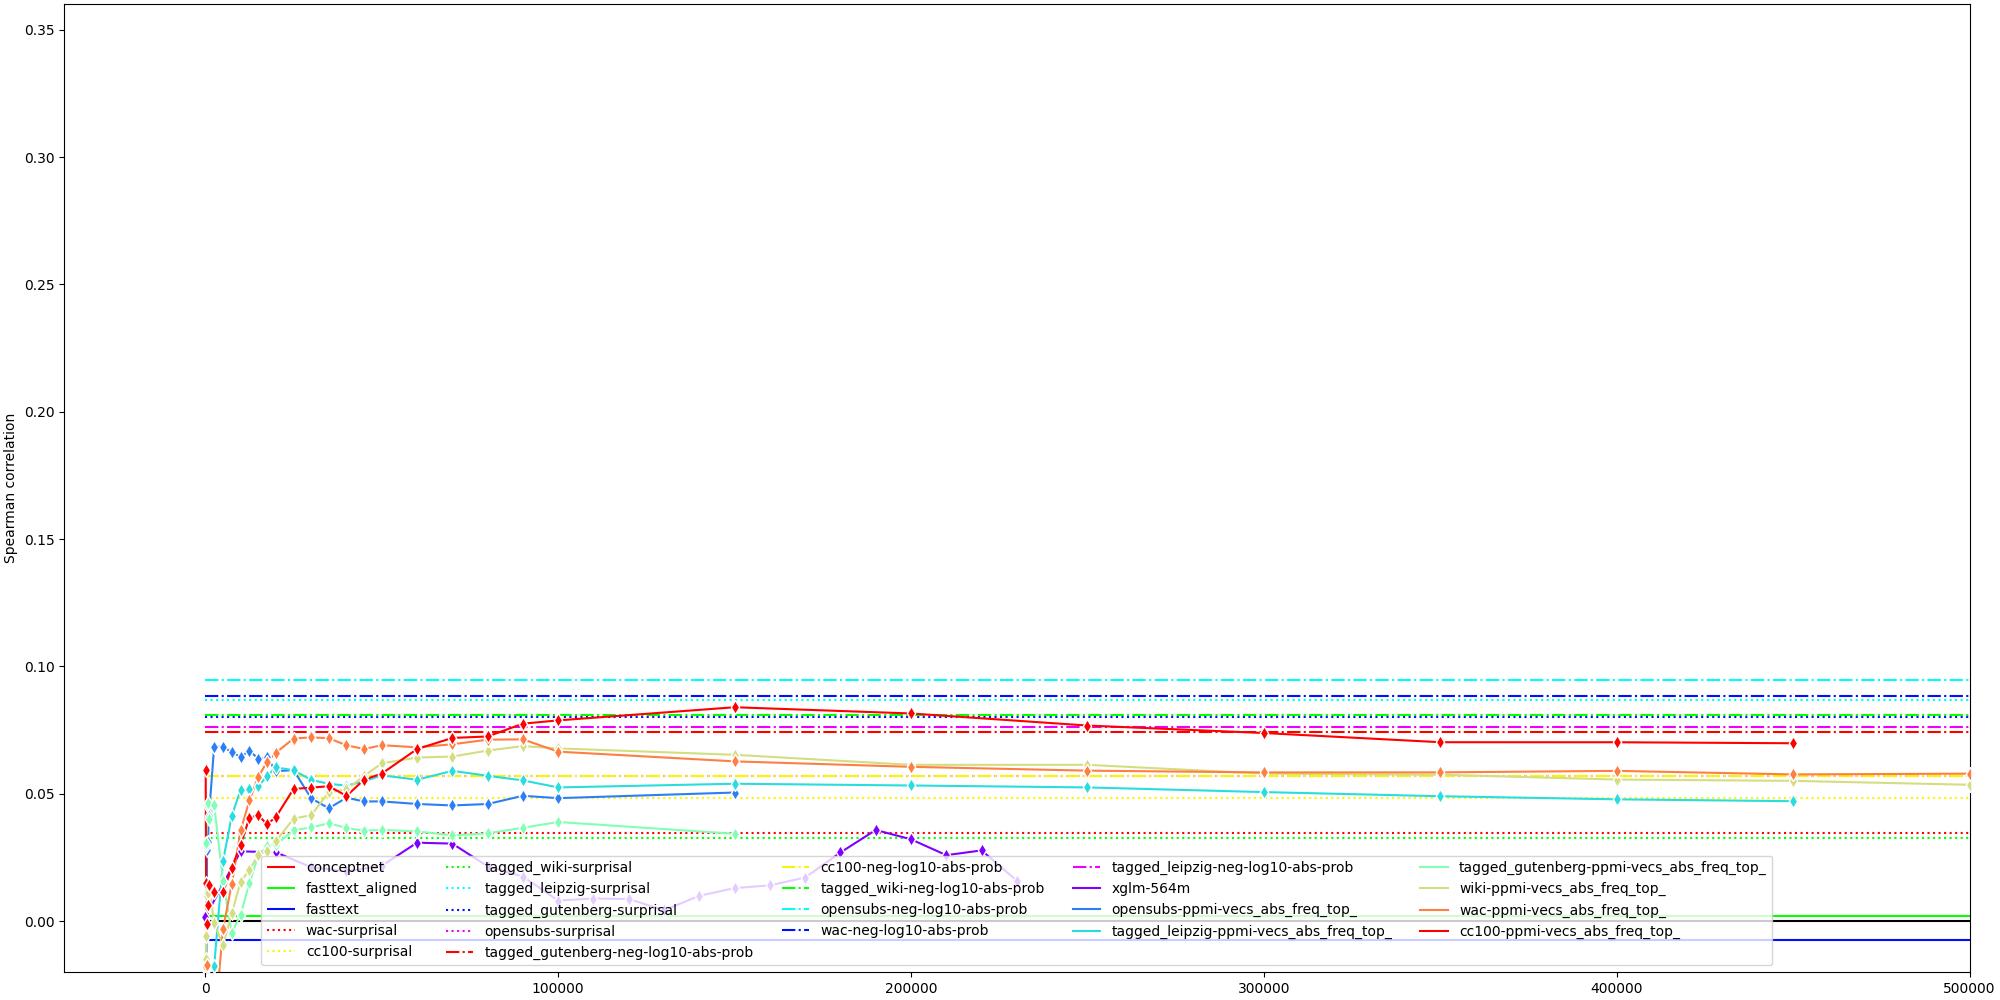 0.35
0.30
0.25
0.20
0.15
0.10
0.05
0.00
Spearman correlation
conceptnet
fasttext_aligned
fasttext
wac-surprisal
cc100-surprisal
tagged_wiki-surprisal
tagged_leipzig-surprisal
tagged_gutenberg-surprisal
opensubs-surprisal
tagged_gutenberg-neg-log10-abs-prob
cc100-neg-log10-abs-prob
tagged_wiki-neg-log10-abs-prob
opensubs-neg-log10-abs-prob
wac-neg-log10-abs-prob
tagged_leipzig-neg-log10-abs-prob
xglm-564m
opensubs-ppmi-vecs_abs_freq_top_
tagged_leipzig-ppmi-vecs_abs_freq_top_
tagged_gutenberg-ppmi-vecs_abs_freq_top_
wiki-ppmi-vecs_abs_freq_top_
wac-ppmi-vecs_abs_freq_top_
cc100-ppmi-vecs_abs_freq_top_
0
100000
200000
300000
400000
500000